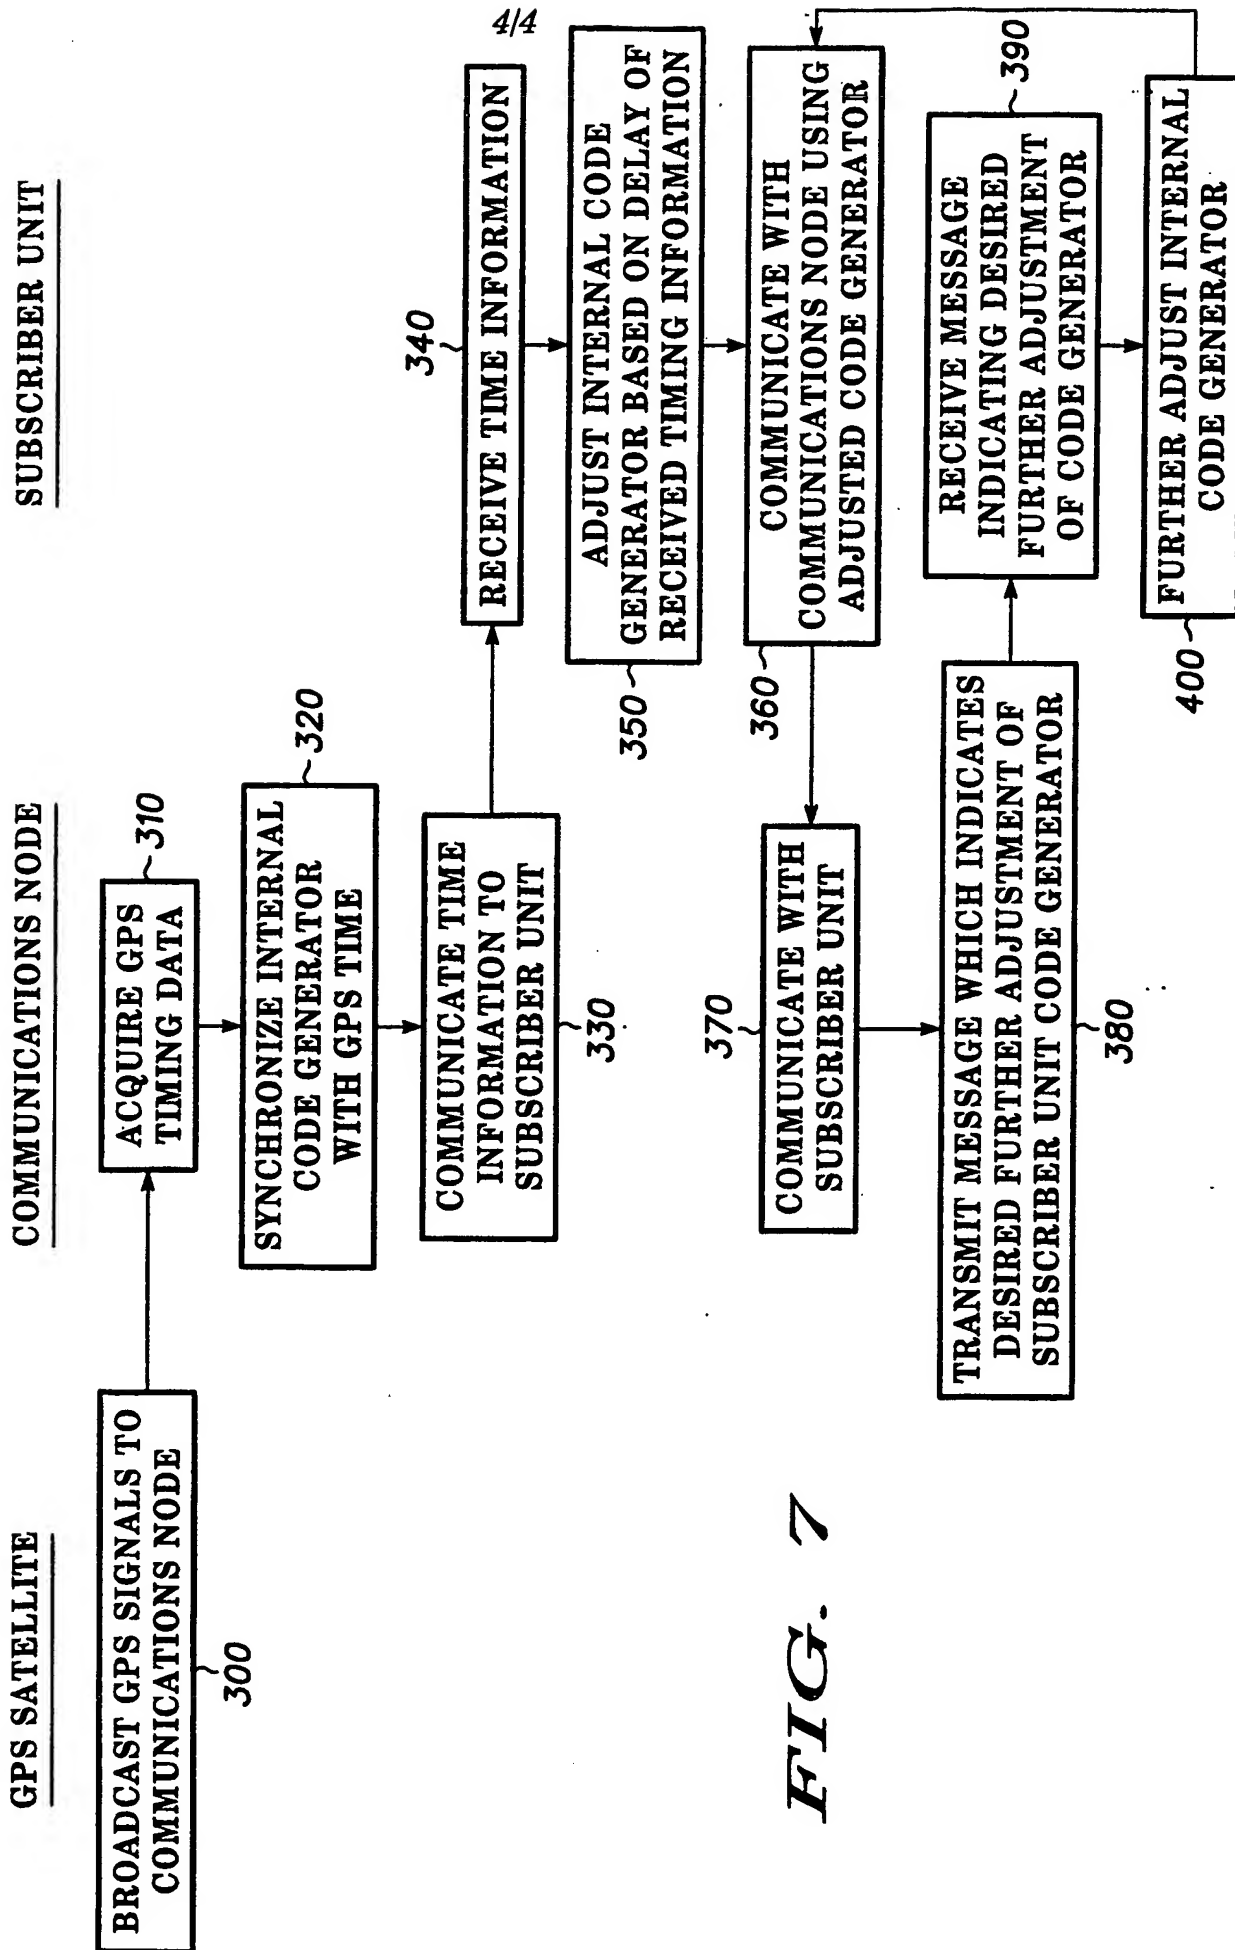 4/4
GPS SATELLITE
COMMUNICATIONS NODE
SUBSCRIBER UNIT
BROADCAST GPS SIGNALS TO
COMMUNICATIONS NODE
300
ACQUIRE GPS
TIMING DATA
310
SYNCHRONIZE INTERNAL
CODE GENERATOR
WITH GPS TIME
320
COMMUNICATE TIME
INFORMATION TO
SUBSCRIBER UNIT
330
340
RECEIVE TIME INFORMATION
ADJUST INTERNAL CODE
GENERATOR BASED ON DELAY OF
RECEIVED TIMING INFORMATION
350
COMMUNICATE WITH
COMMUNICATIONS NODE USING
ADJUSTED CODE GENERATOR
360
370
COMMUNICATE WITH
SUBSCRIBER UNIT
TRANSMIT MESSAGE WHICH INDICATES
DESIRED FURTHER ADJUSTMENT OF
SUBSCRIBER UNIT CODE GENERATOR
380
RECEIVE MESSAGE
INDICATING DESIRED
FURTHER ADJUSTMENT
OF CODE GENERATOR
390
FURTHER ADJUST INTERNAL
CODE GENERATOR
400
FIG. 7